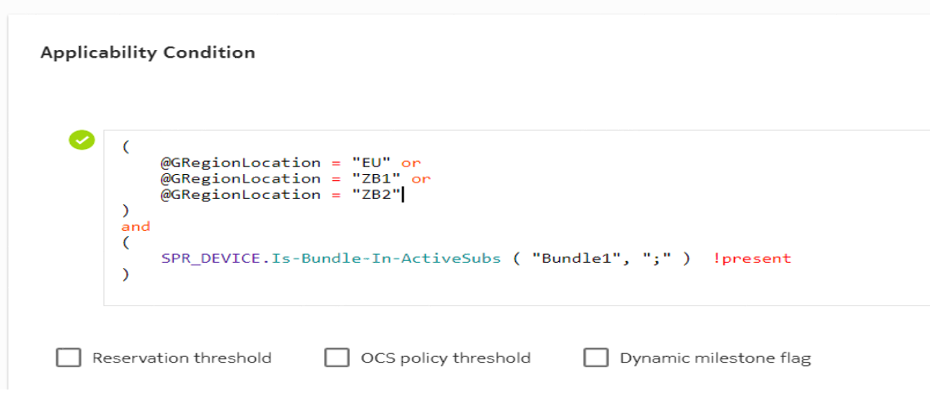 Applicability Condition
(
@GRegionLocation = "EU" or
@GRegionLocation = "ZB1" or
@GRegionLocation = "ZB2"
)
and
(
SPR_DEVICE.Is-Bundle-In-ActiveSubs ( "Bundle1", ";" ) !present
)
Reservation threshold OCS policy threshold Dynamic milestone flag